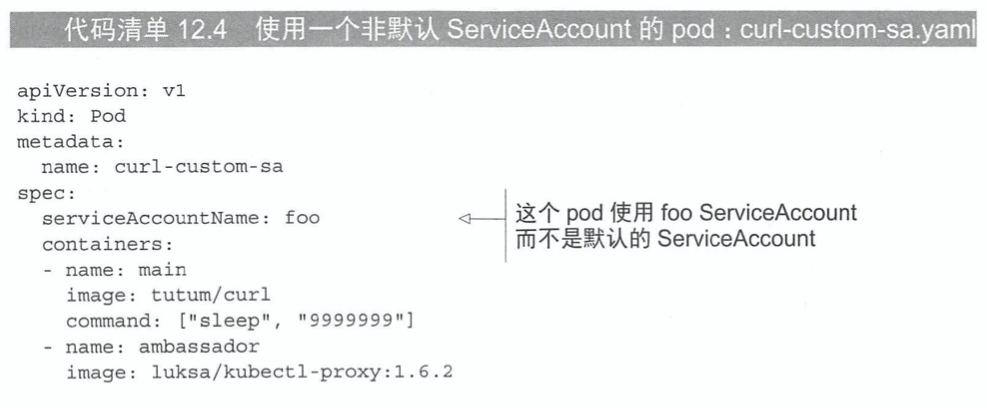 代码清单 12.4 使用一个非默认 ServiceAccount 的 pod：curl-custom-sa.yaml
apiVersion: v1
kind: Pod
metadata:
  name: curl-custom-sa
spec:
  serviceAccountName: foo
这个 pod 使用 foo ServiceAccount
而不是默认的 ServiceAccount
  containers:
  - name: main
    image: tutum/curl
    command: ["sleep", "9999999"]
  - name: ambassador
    image: luksa/kubectl-proxy:1.6.2